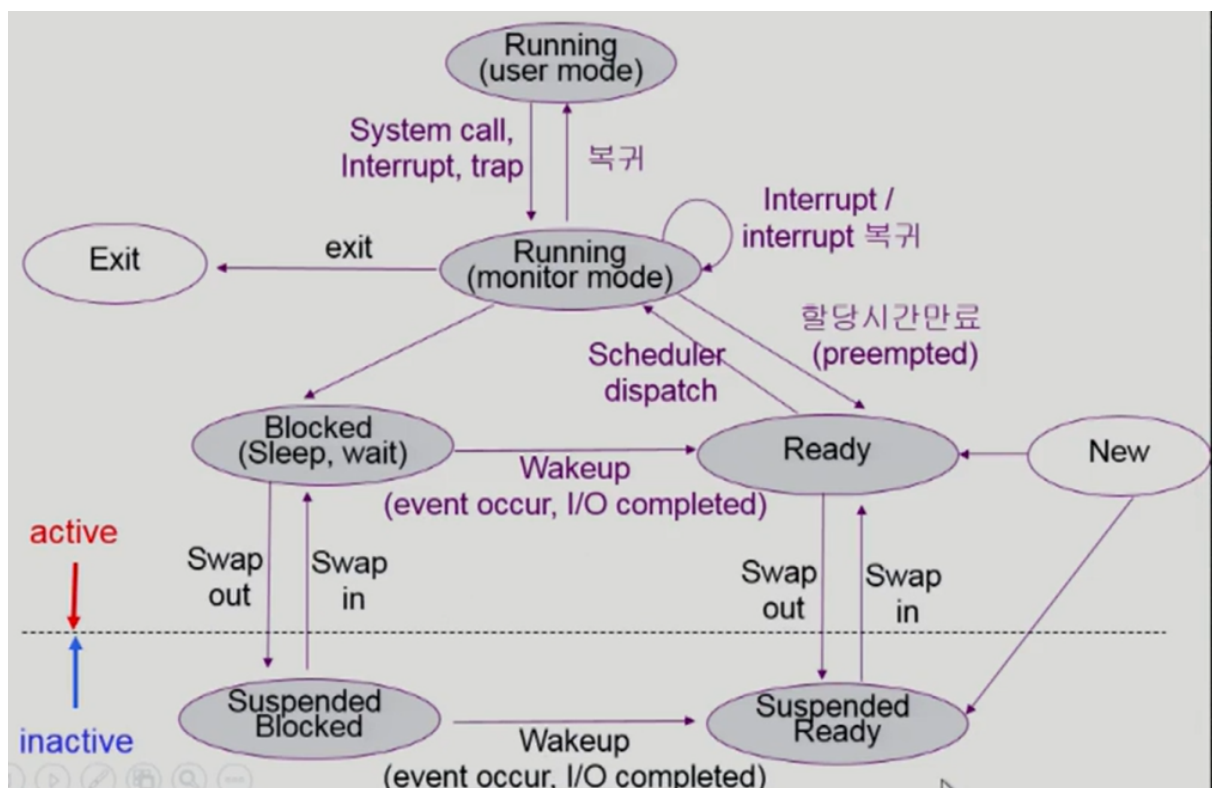 Running
(user mode)
System call,
Interrupt, trap
복귀
Interrupt /
interrupt 복귀
Exit
exit
Running
(monitor mode)
할당시간만료
(preempted)
Scheduler
dispatch
Blocked
(Sleep, wait)
Wakeup
(event occur, I/O completed)
Ready
New
active
Swap
out
Swap
in
Swap
out
Swap
in
inactive
Suspended
Blocked
Wakeup
(event occur, I/O completed)
Suspended
Ready